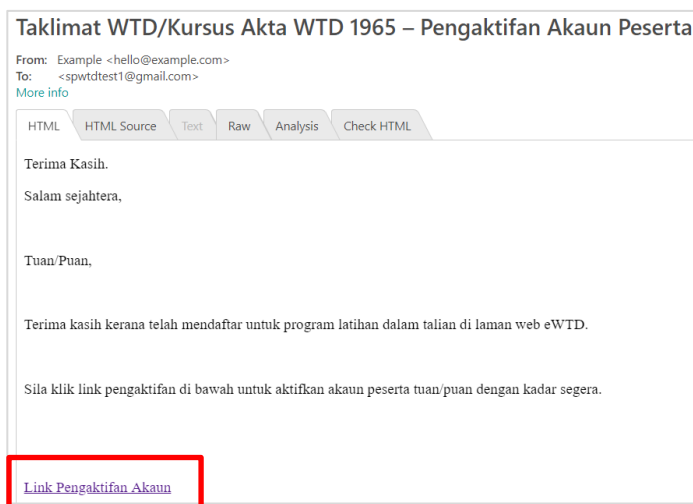 Taklimat WTD/Kursus Akta WTD 1965 – Pengaktifan Akaun Peserta
From: Example <hello@example.com>
To: <spwtdtest1@gmail.com>
More info
HTML HTML Source Text Raw Analysis Check HTML
Terima Kasih.
Salam sejahtera,
Tuan/Puan,
Terima kasih kerana telah mendaftar untuk program latihan dalam talian di laman web eWTD.
Sila klik link pengaktifan di bawah untuk aktifkan akaun peserta tuan/puan dengan kadar segera.
Link Pengaktifan Akaun